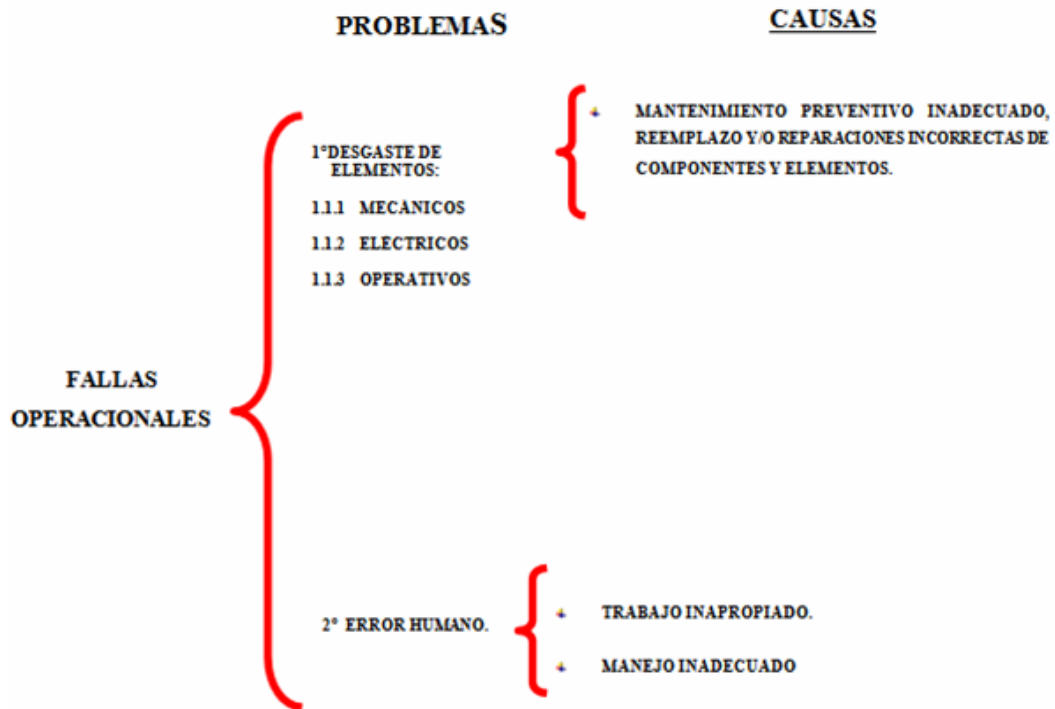 PROBLEMAS
CAUSAS
MANTENIMIENTO PREVENTIVO INADECUADO,
REEMPLAZO Y/O REPARACIONES INCORRECTAS DE
COMPONENTES Y ELEMENTOS.
1°DESGASTE DE
ELEMENTOS:
1.1.1 MECÀNICOS
1.1.2 ELECTRICOS
1.1.3 OPERATIVOS
FALLAS
OPERACIONALES
2° ERROR HUMANO.
TRABAJO INAPROPIADO.
MANEJO INADECUADO